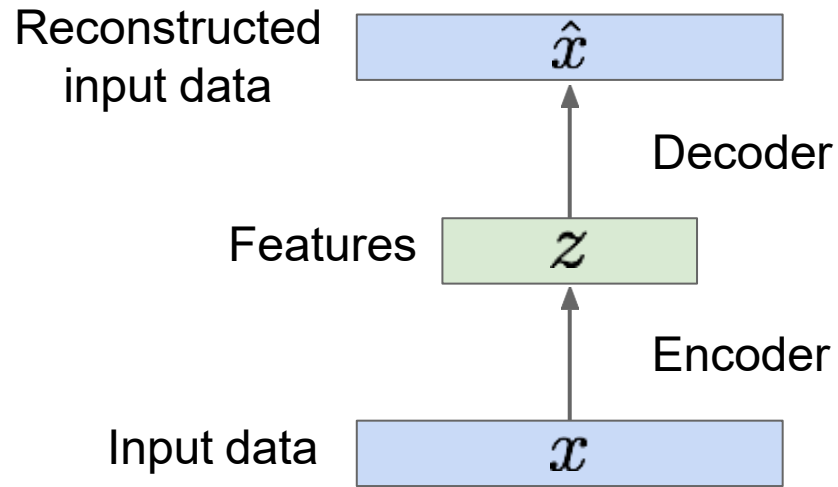 Reconstructed
input data
x̂
Decoder
Features
z
Encoder
Input data
x